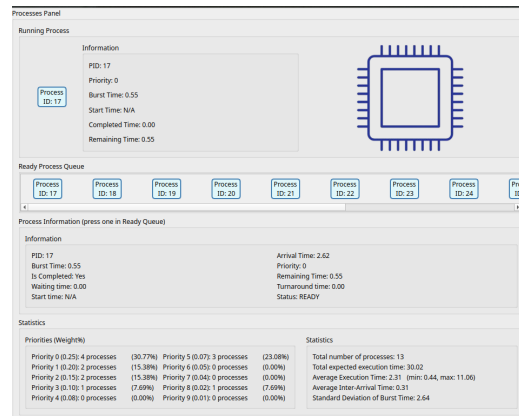 Processes Panel
Running Process
Information
PID: 17
Priority: 0
Burst Time: 0.55
Start Time: N/A
Completed Time: 0.00
Remaining Time: 0.55
Process
ID: 17
Ready Process Queue
Process Process Process Process Process Process Process Process
ID: 17 ID: 18 ID: 19 ID: 20 ID: 21 ID: 22 ID: 23 ID: 24
Process Information (press one in Ready Queue)
Information
PID: 17 Arrival Time: 2.62
Burst Time: 0.55 Priority: 0
Is Completed: Yes Remaining Time: 0.55
Waiting time: 0.00 Turnaround time: 0.00
Start time: N/A Status: READY
Statistics
Priorities (Weight%)
Priority 0 (0.25): 4 processes (30.77%) Priority 5 (0.07): 3 processes (23.08%)
Priority 1 (0.20): 2 processes (15.38%) Priority 6 (0.05): 0 processes (0.00%)
Priority 2 (0.15): 2 processes (15.38%) Priority 7 (0.04): 0 processes (0.00%)
Priority 3 (0.10): 1 processes (7.69%) Priority 8 (0.02): 1 processes (7.69%)
Priority 4 (0.08): 0 processes (0.00%) Priority 9 (0.01): 0 processes (0.00%)
Statistics
Total number of processes: 13
Total expected execution time: 30.02
Average Execution Time: 2.31 (min: 0.44, max: 11.06)
Average Inter-Arrival Time: 0.31
Standard Deviation of Burst Time: 2.64